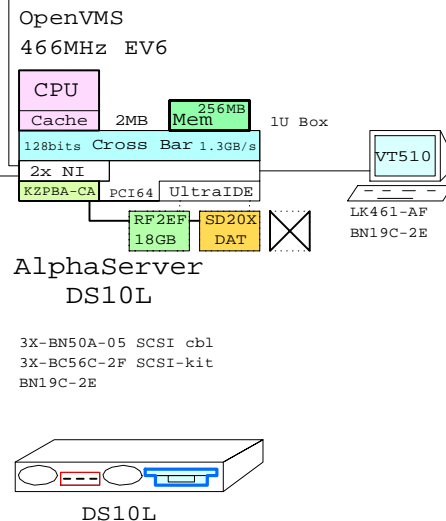 OpenVMS
466MHz EV6
CPU
Cache 2MB Mem 256MB 1U Box
128bits Cross Bar 1.3GB/s
VT510
2x NI
KZPBA-CA PCI64 UltraIDE
LK461-AF
BN19C-2E
RF2EF SD20X
18GB DAT
AlphaServer
DS10L
3X-BN50A-05 SCSI cbl
3X-BC56C-2F SCSI-kit
BN19C-2E
DS10L